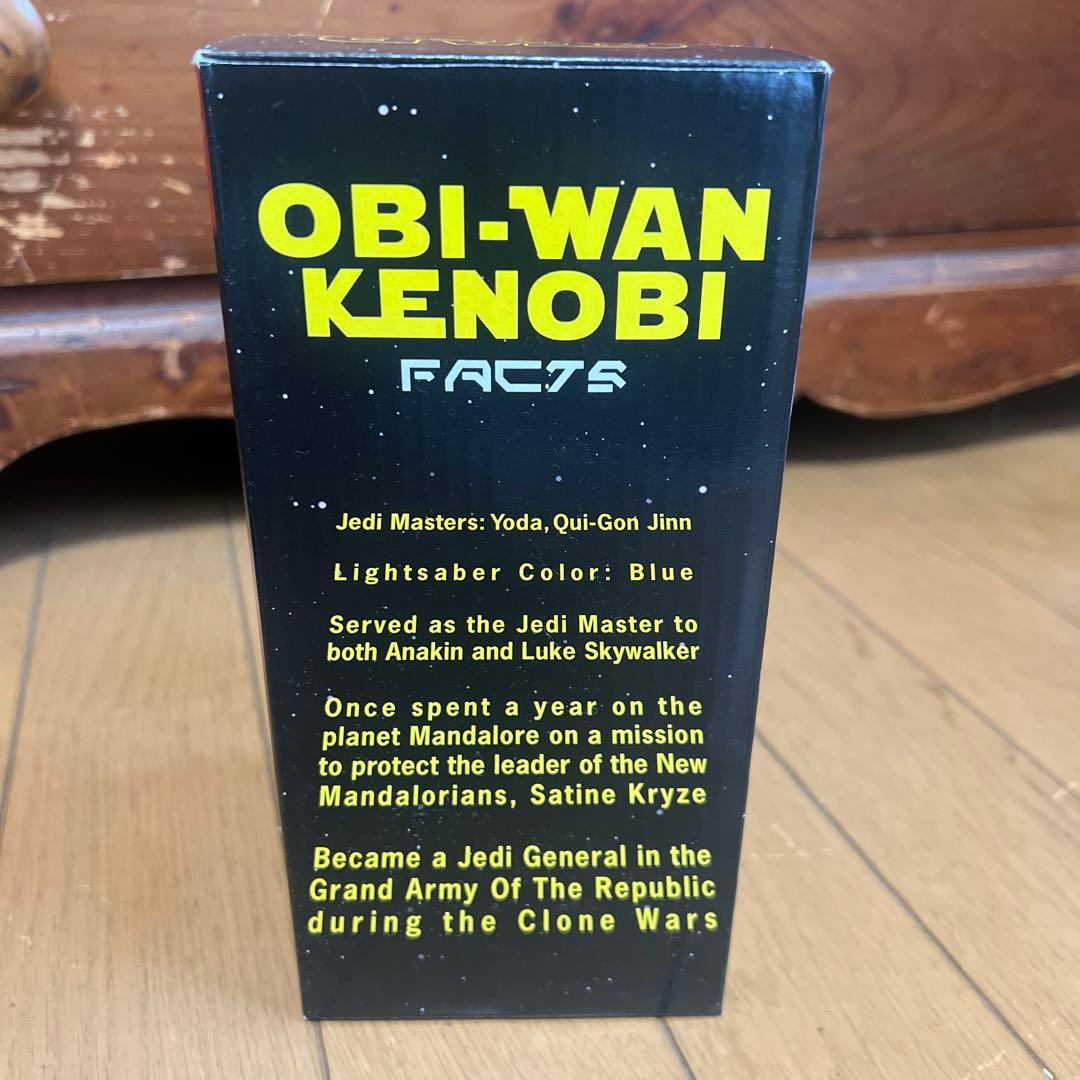 OBI-WAN
KENOBI
FACTS
Jedi Masters: Yoda, Qui-Gon Jinn
Lightsaber Color: Blue
Served as the Jedi Master to
both Anakin and Luke Skywalker
Once spent a year on the
planet Mandalore on a mission
to protect the leader of the New
Mandalorians, Satine Kryze
Became a Jedi General in the
Grand Army Of The Republic
during the Clone Wars